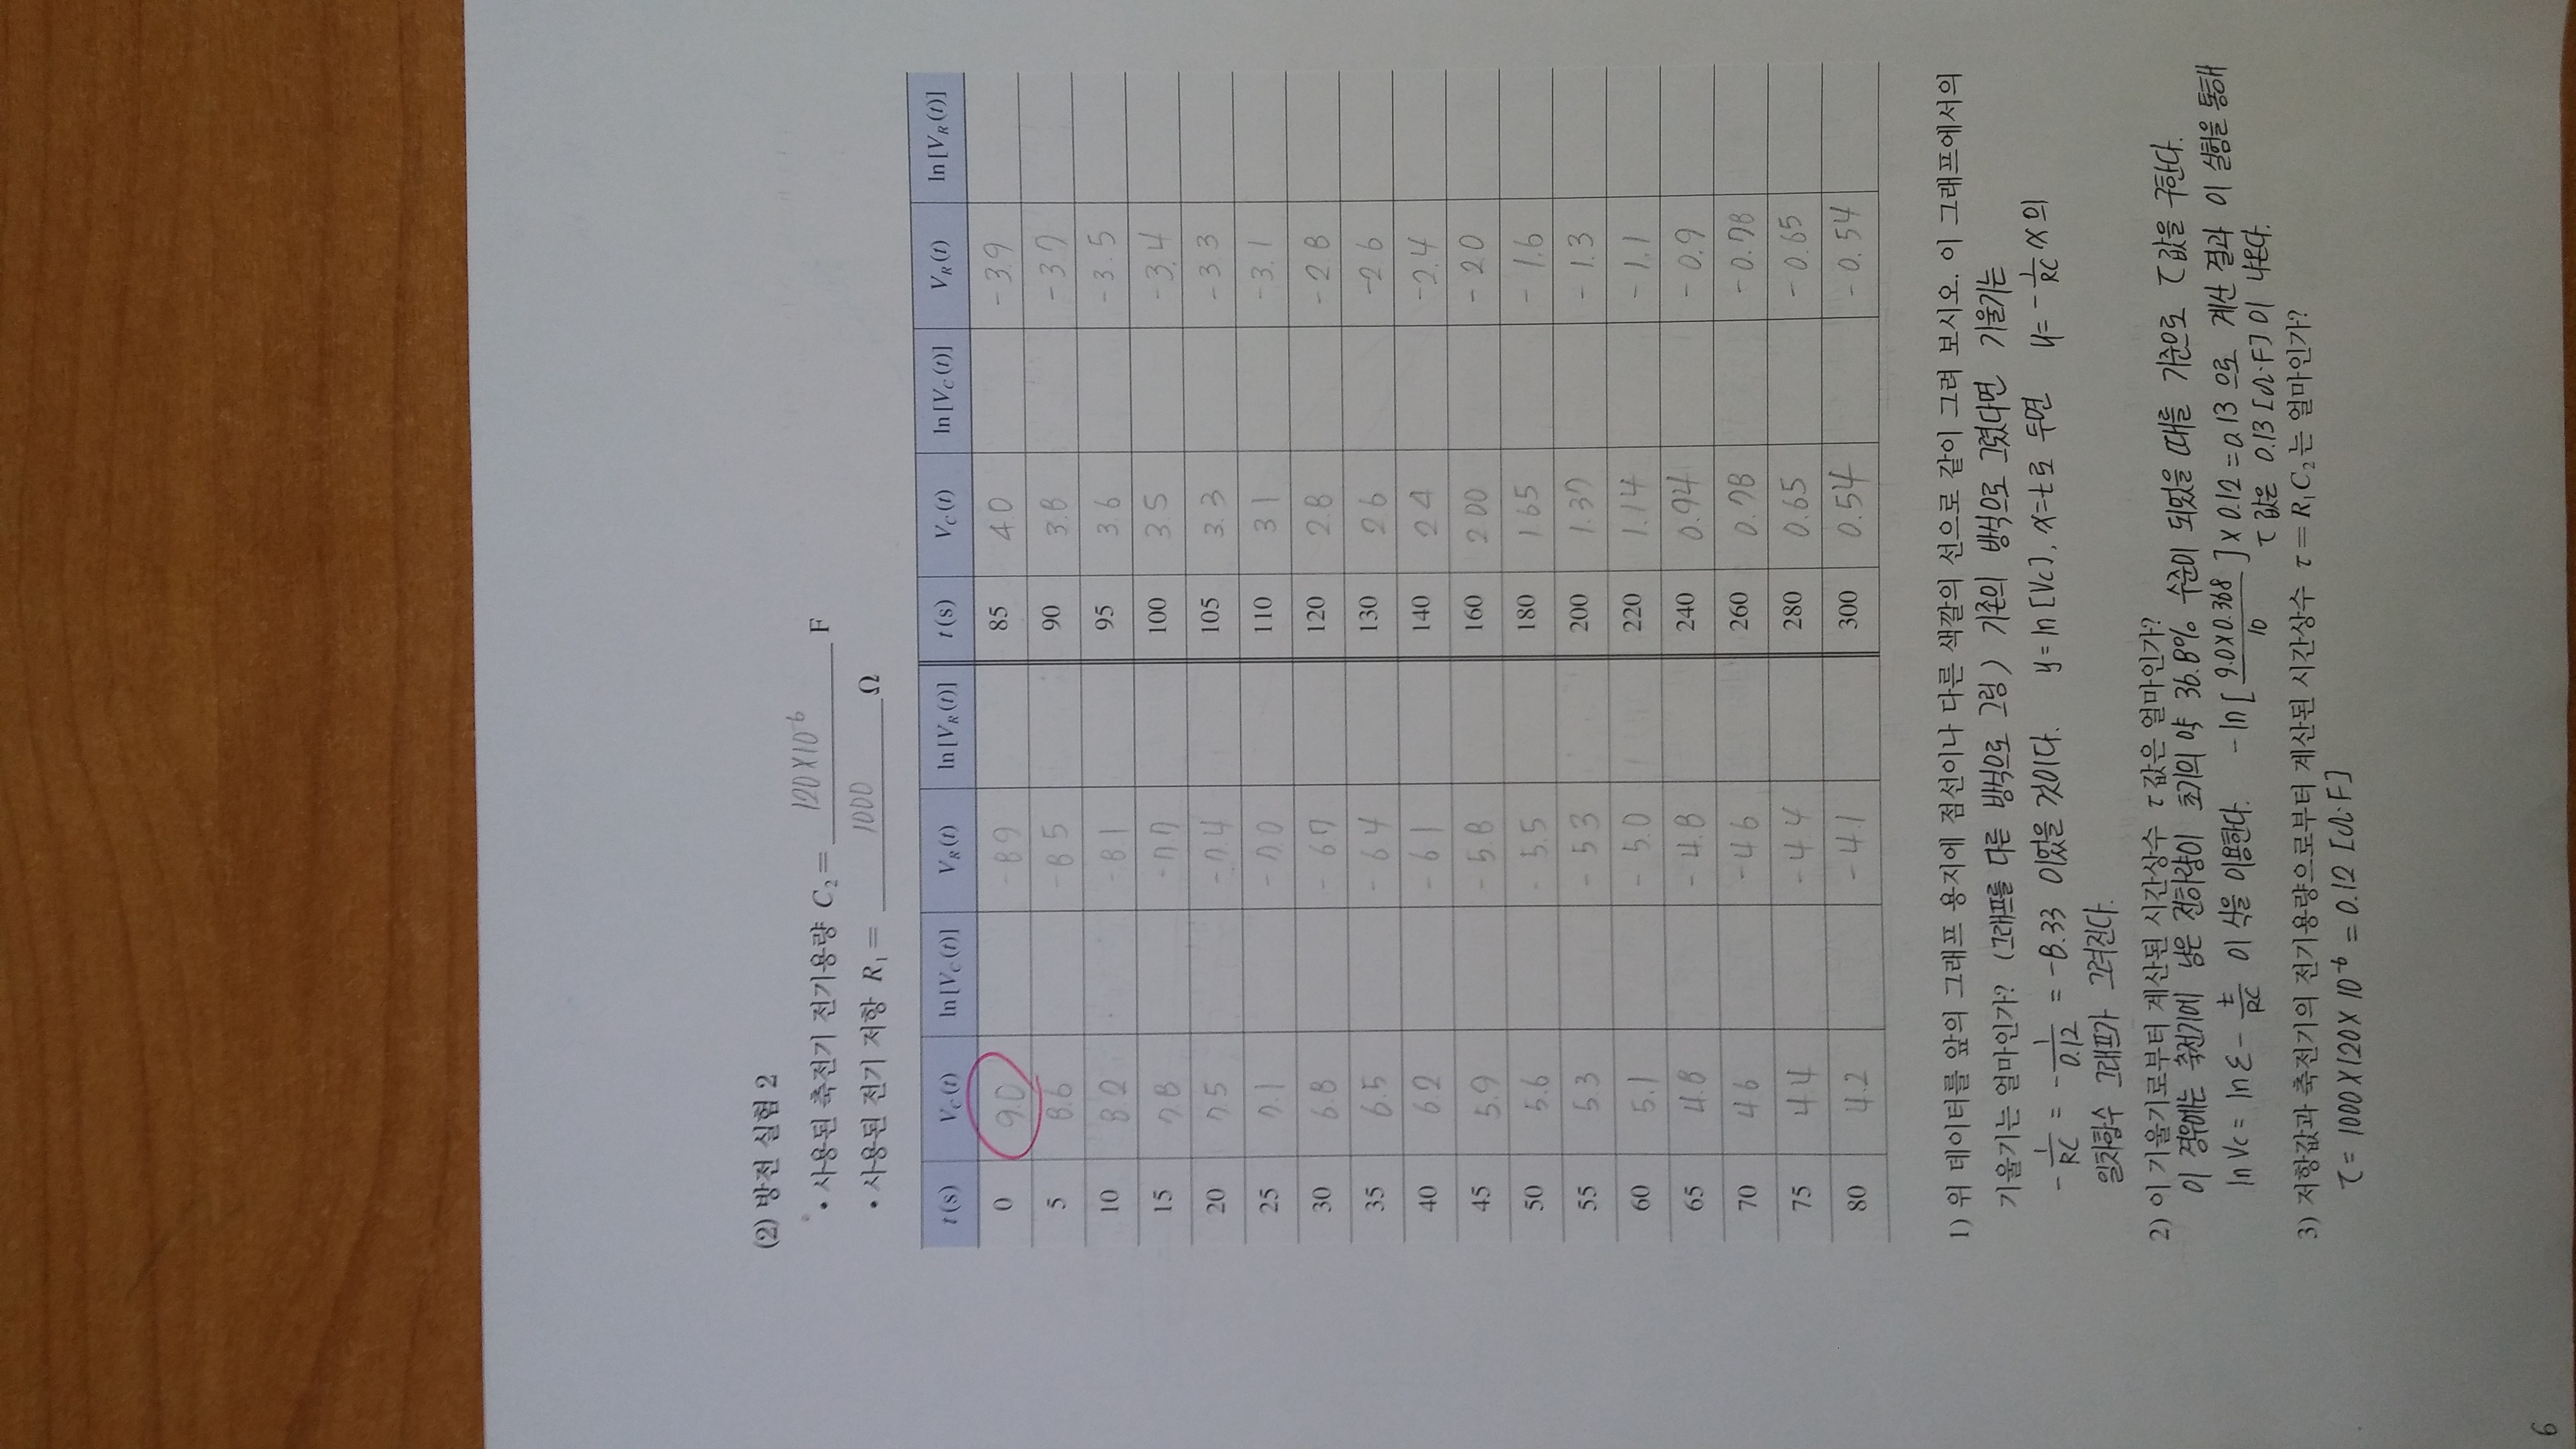 (2) 방전 실험 2
• 사용된 축전기 전기용량 C₂ = 120×10⁻⁶ F
• 사용된 전기 저항 R₁ = 1000 Ω
t(s) V_C(t) ln[V_C(t)] V_R(t) ln[V_R(t)] t(s) V_C(t) ln[V_C(t)] V_R(t) ln[V_R(t)]
0 9.0 -8.9 85 4.0 -3.9
5 8.6 -8.5 90 3.8 -3.7
10 8.2 -8.1 95 3.6 -3.5
15 7.8 -7.7 100 3.5 -3.4
20 7.5 -7.4 105 3.3 -3.3
25 7.1 -7.0 110 3.1 -3.1
30 6.8 -6.7 120 2.8 -2.8
35 6.5 -6.4 130 2.6 -2.6
40 6.2 -6.1 140 2.4 -2.4
45 5.9 -5.8 160 2.00 -2.0
50 5.6 -5.5 180 1.65 -1.6
55 5.3 -5.3 200 1.37 -1.3
60 5.1 -5.0 220 1.14 -1.1
65 4.8 -4.8 240 0.94 -0.9
70 4.6 -4.6 260 0.78 -0.78
75 4.4 -4.4 280 0.65 -0.65
80 4.2 -4.1 300 0.54 -0.54
1) 위 데이터를 앞의 그래프 용지에 점선이나 다른 색깔의 선으로 같이 그려 보시오. 이 그래프에서의
기울기는 얼마인가? (그래프를 다른 방식으로 그림) 기존의 방식으로 그렸다면 기울기는
-1/RC = -1/0.12 = -8.33 이었을 것이다. y=ln[Vc], x=t로 두면 y=-1/RC x의
일차함수 그래프가 그려진다.
2) 이 기울기로부터 계산된 시간상수 τ값은 얼마인가?
이 경우에는 축전기에 남은 전하량이 초기의 약 36.8% 수준이 되었을 때를 기준으로 τ값을 구한다.
ln Vc = ln ε - t/RC 이 식을 이용한다. -ln[9.0×0.368/10]×0.12=0.13 으로 계산 결과 이 실험을 통해
τ값은 0.13[Ω·F]이 나온다.
3) 저항값과 축전기의 전기용량으로부터 계산된 시간상수 τ=R₁C₂는 얼마인가?
τ= 1000×120×10⁻⁶ = 0.12 [Ω·F]
6